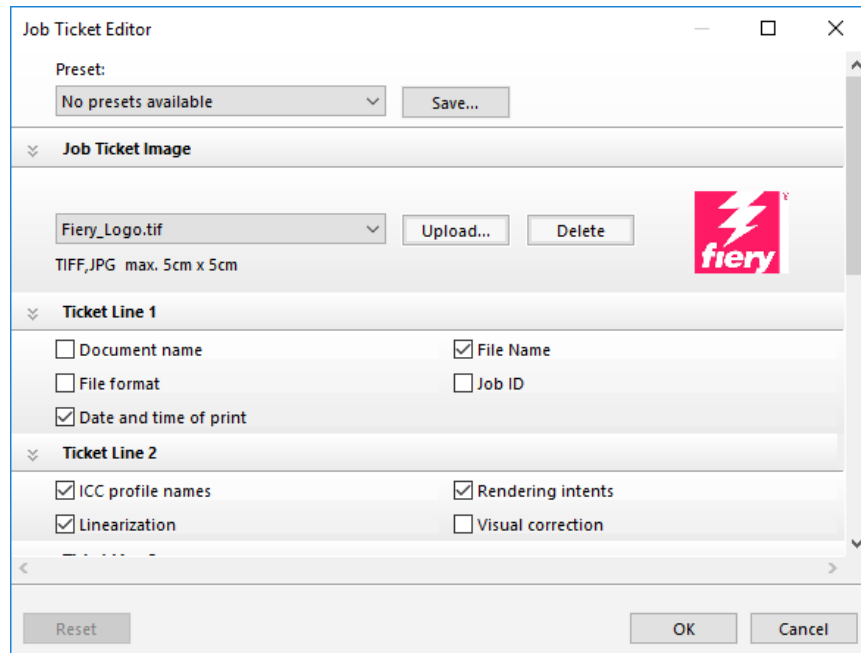 Job Ticket Editor
Preset:
No presets available
Save...
Job Ticket Image
Fiery_Logo.tif
Upload...
Delete
fiery
TIFF,JPG max. 5cm x 5cm
Ticket Line 1
Document name
File Name
File format
Job ID
Date and time of print
Ticket Line 2
ICC profile names
Rendering intents
Linearization
Visual correction
Reset
OK
Cancel